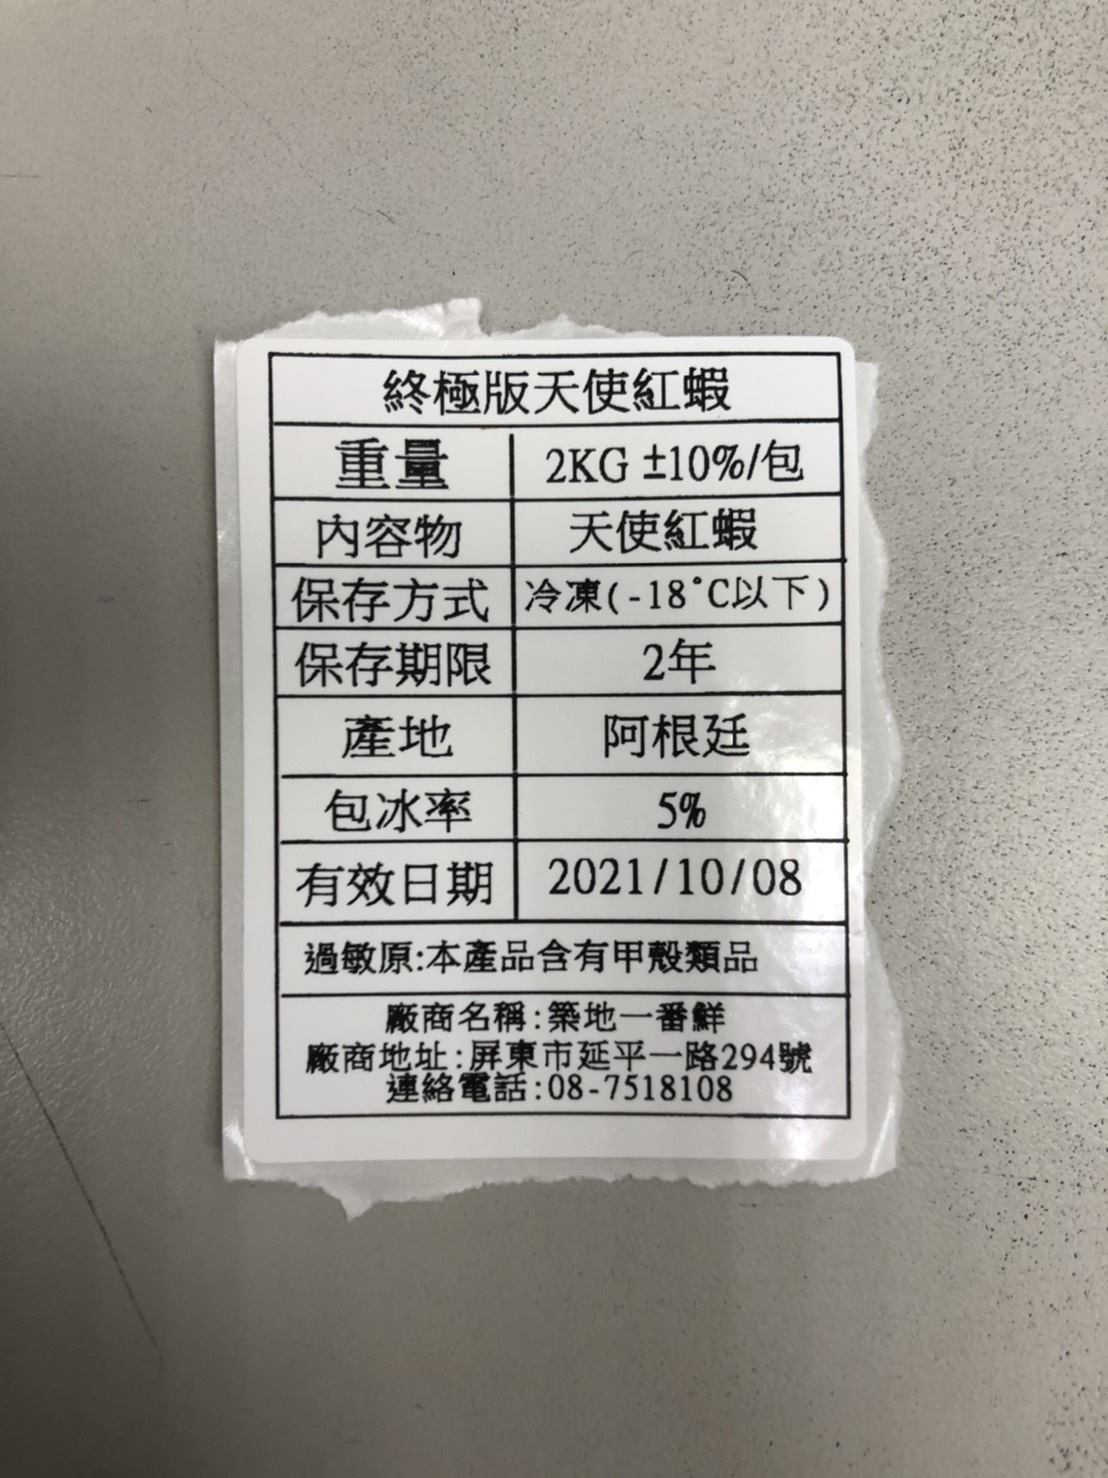 終極版天使紅蝦
重量 2KG ±10%/包
內容物 天使紅蝦
保存方式 冷凍(-18°C以下)
保存期限 2年
產地 阿根廷
包冰率 5%
有效日期 2021/10/08
過敏原:本產品含有甲殼類品
廠商名稱:築地一番鮮
廠商地址:屏東市延平一路294號
連絡電話:08-7518108